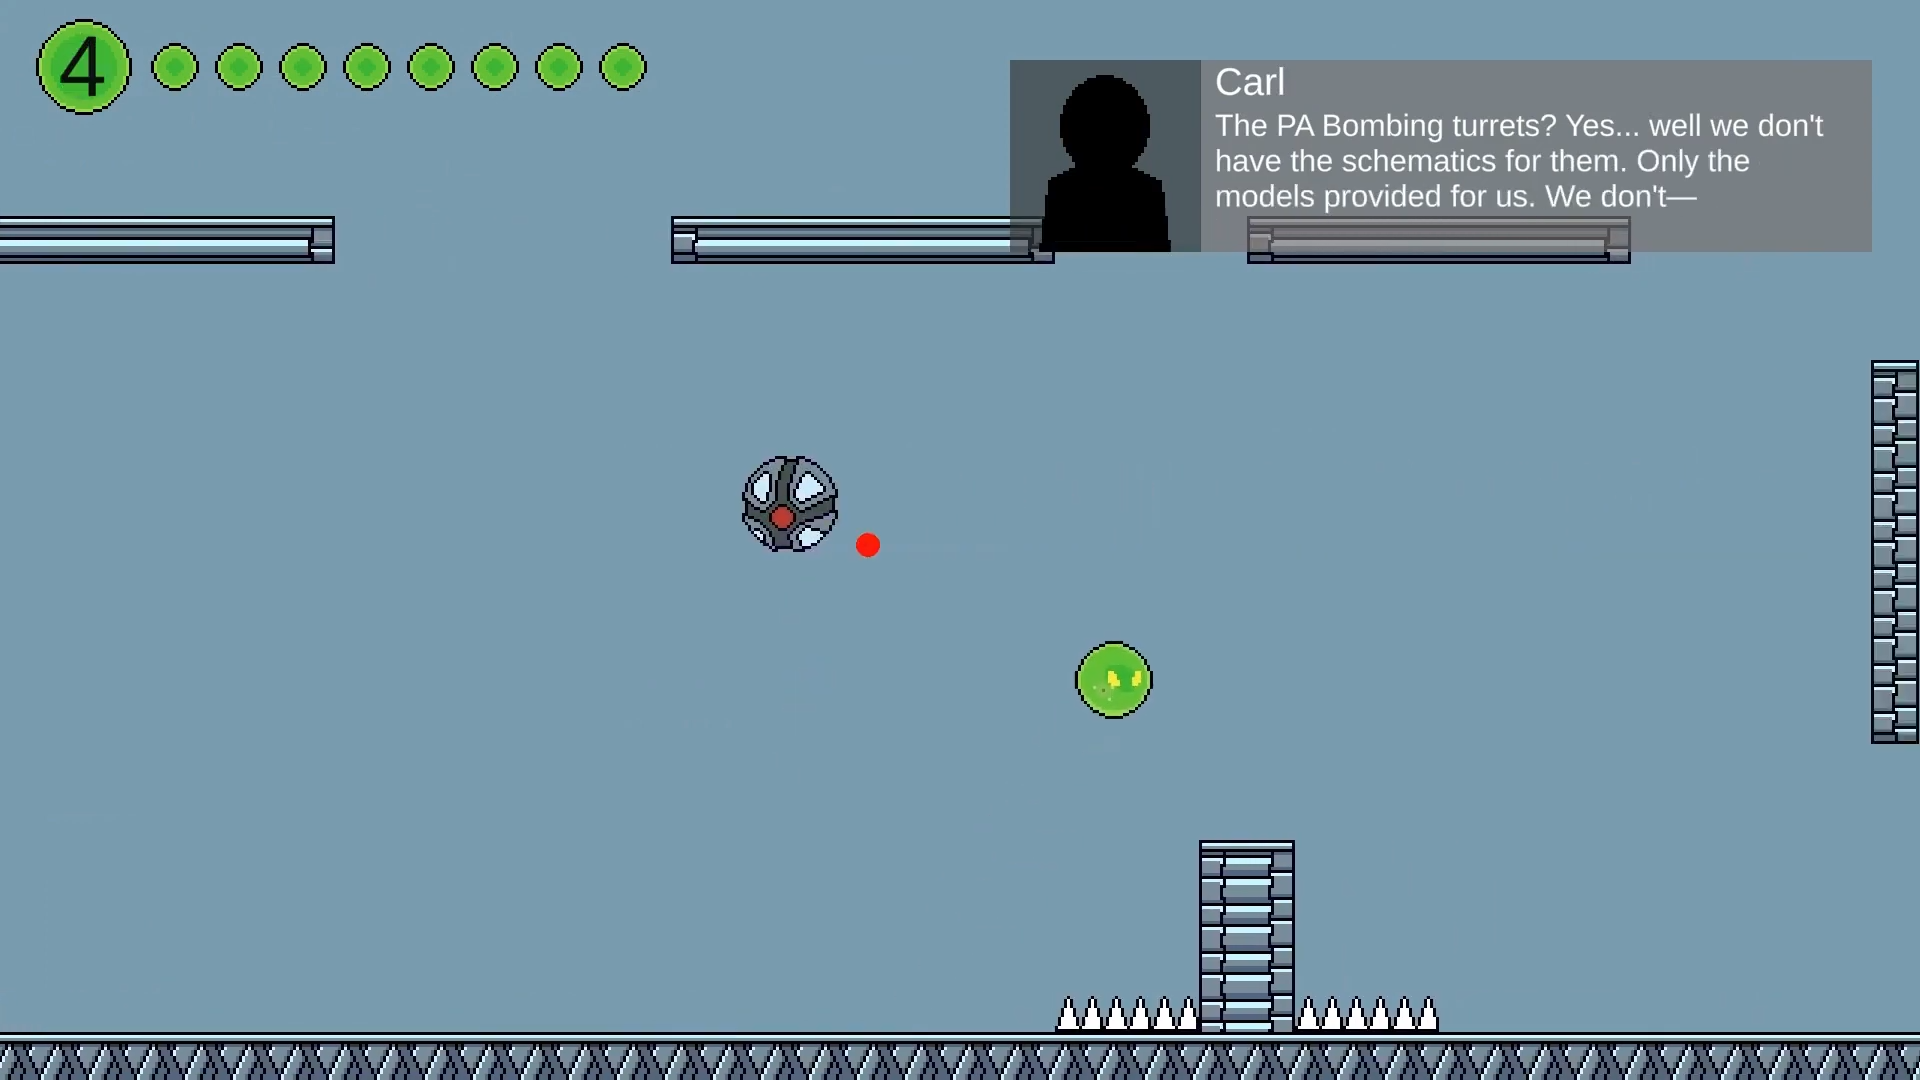 4
Carl
The PA Bombing turrets? Yes... well we don't
have the schematics for them. Only the
models provided for us. We don't—